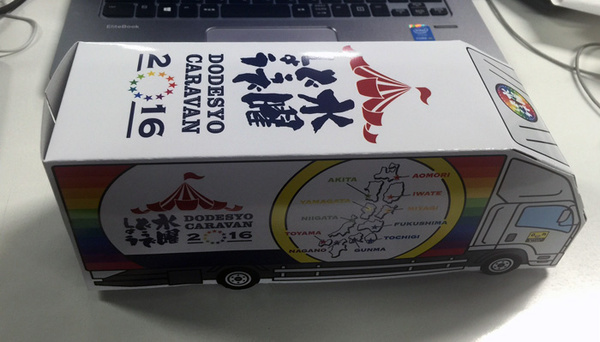 EliteBook
水曜
どうでしょう
DODESYO
CARAVAN
2016
水曜
どうでしょう
DODESYO
CARAVAN
2016
AKITA
AOMORI
IWATE
YAMAGATA
MIYAGI
NIIGATA
FUKUSHIMA
TOYAMA
TOCHIGI
NAGANO
GUNMA